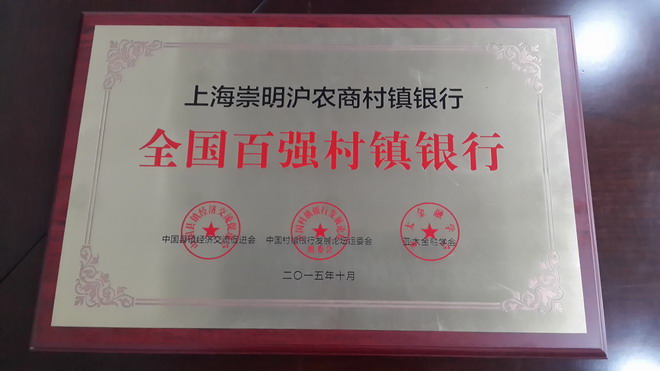 上海崇明沪农商村镇银行
全国百强村镇银行
中国县镇经济交流促进会 中国村镇银行发展论坛组委会 亚太金融学会
二〇一五年十月